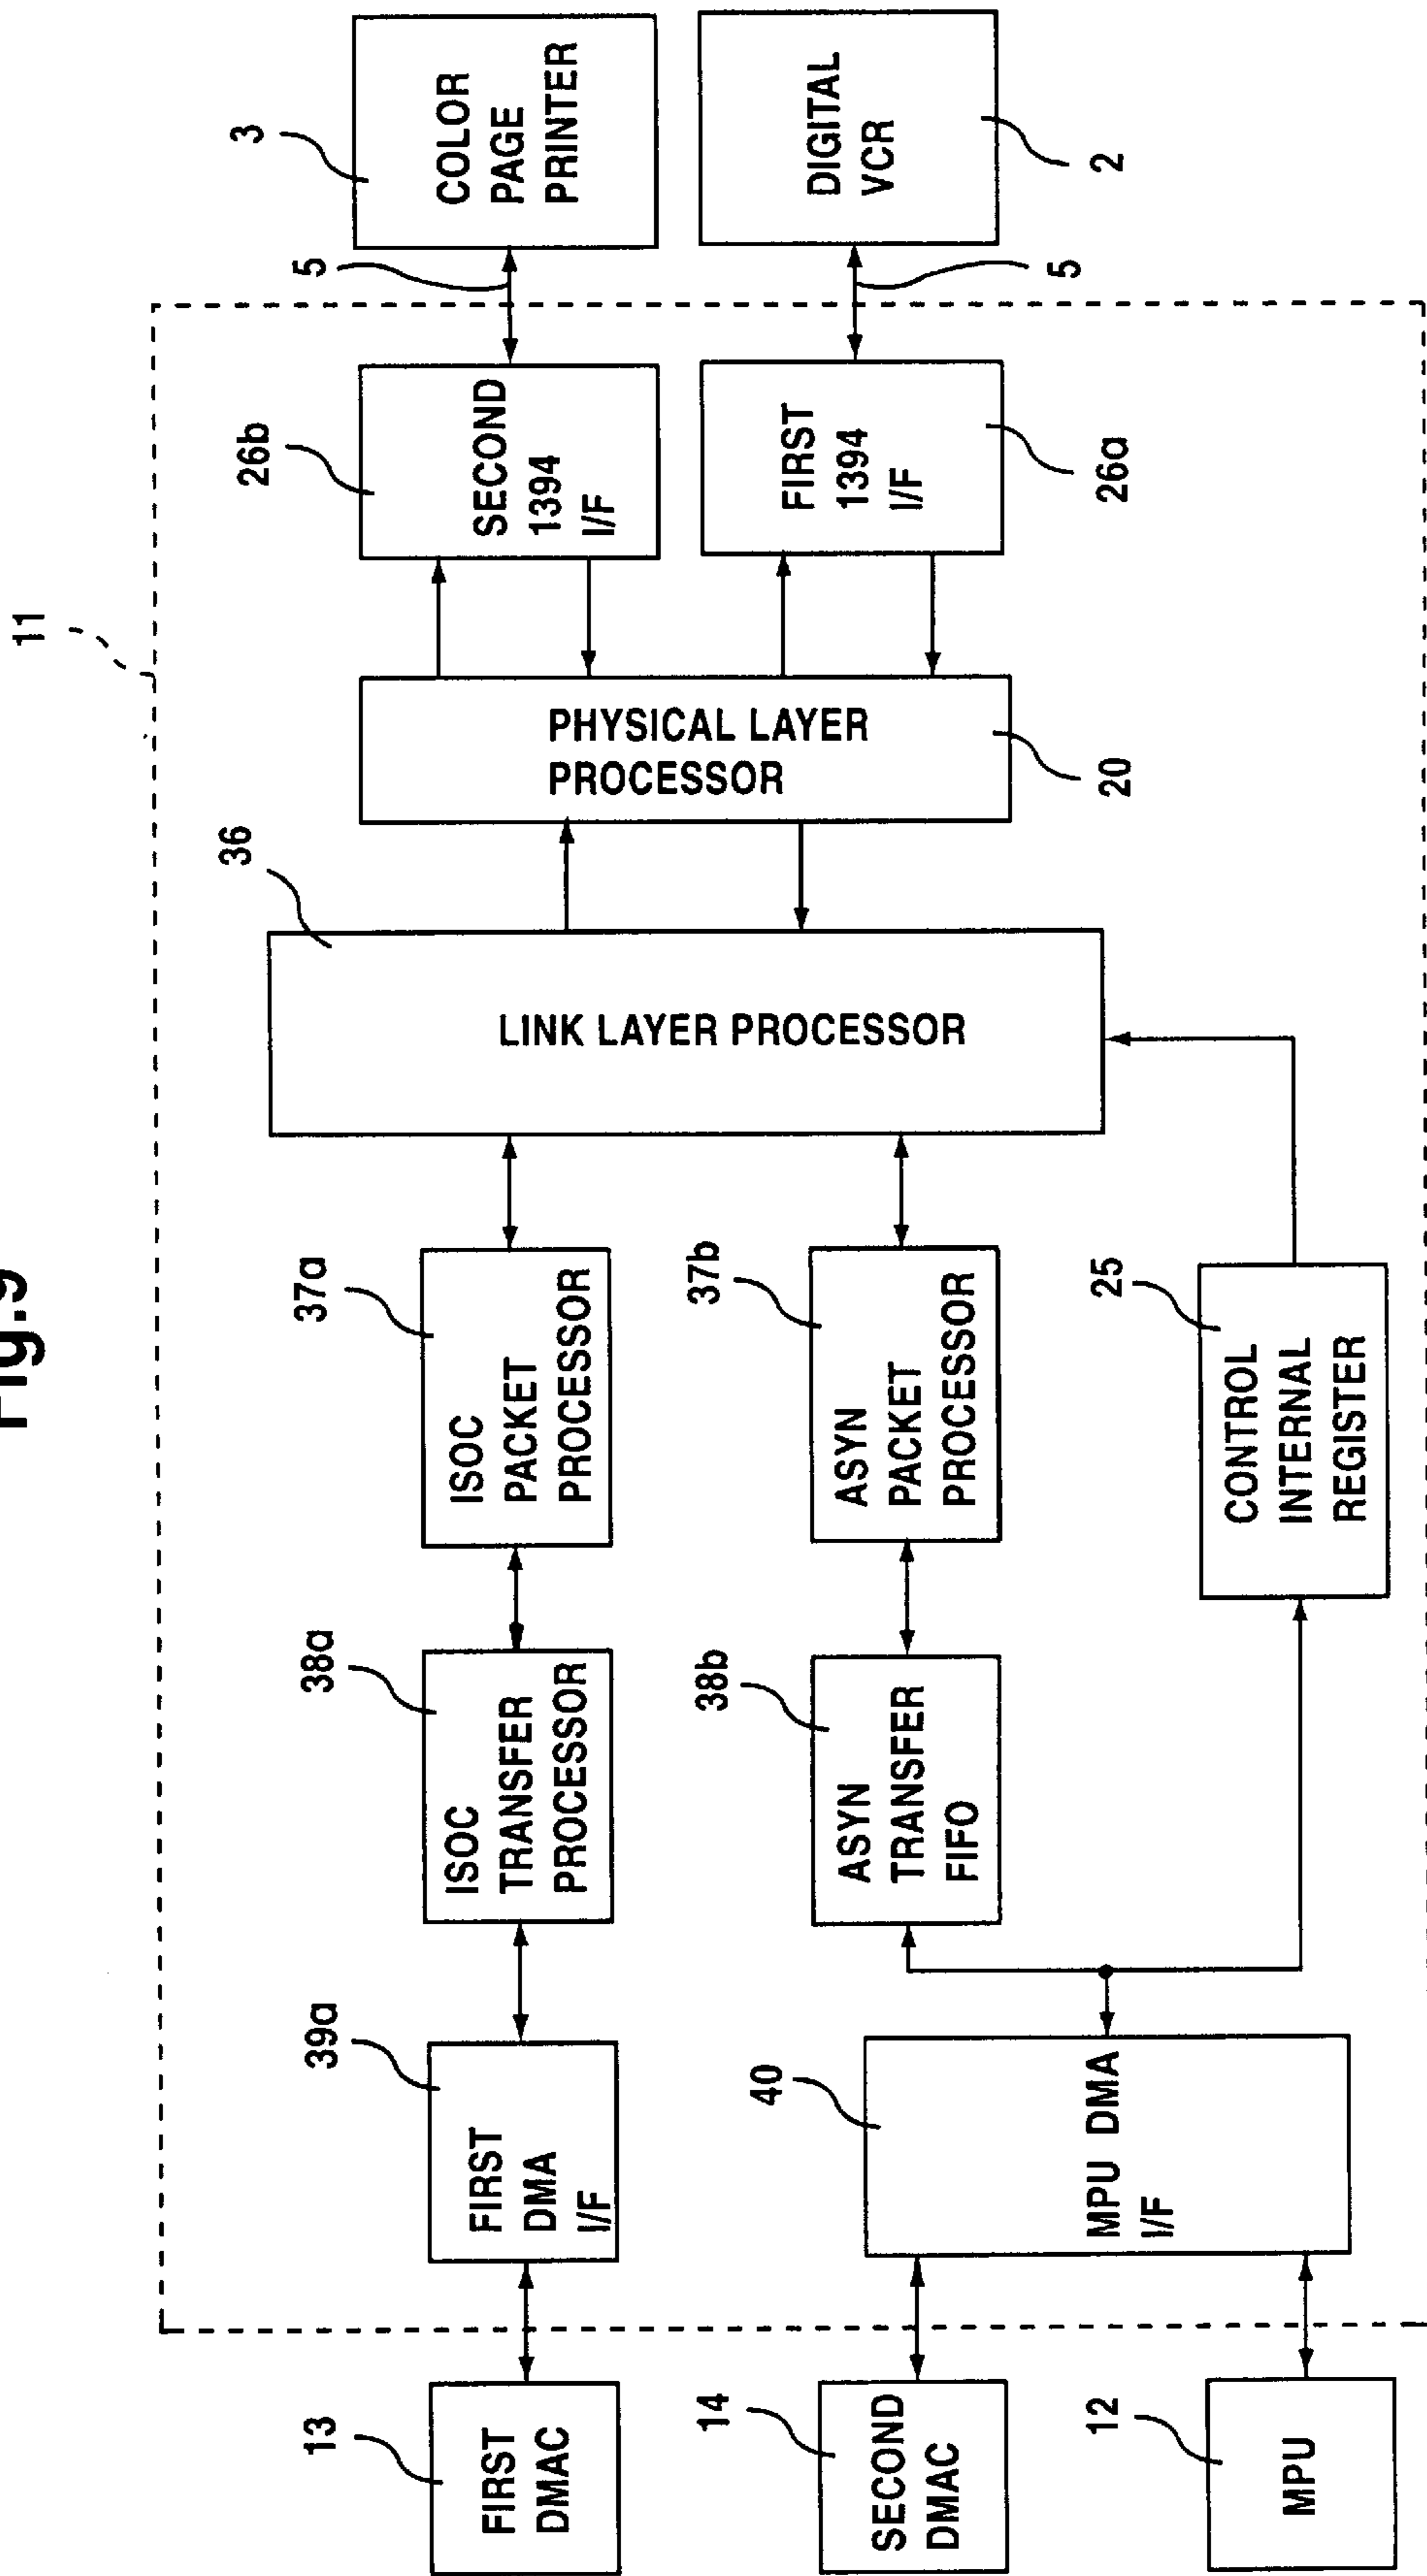 Fig.9
11
13
FIRST
DMAC
39a
FIRST
DMA
I/F
38a
ISOC
TRANSFER
PROCESSOR
37a
ISOC
PACKET
PROCESSOR
36
LINK LAYER PROCESSOR
PHYSICAL LAYER
PROCESSOR
20
26b
SECOND
1394
I/F
5
3
COLOR
PAGE
PRINTER
14
SECOND
DMAC
40
MPU DMA
I/F
38b
ASYN
TRANSFER
FIFO
37b
ASYN
PACKET
PROCESSOR
FIRST
1394
I/F
26a
5
DIGITAL
VCR
2
12
MPU
25
CONTROL
INTERNAL
REGISTER